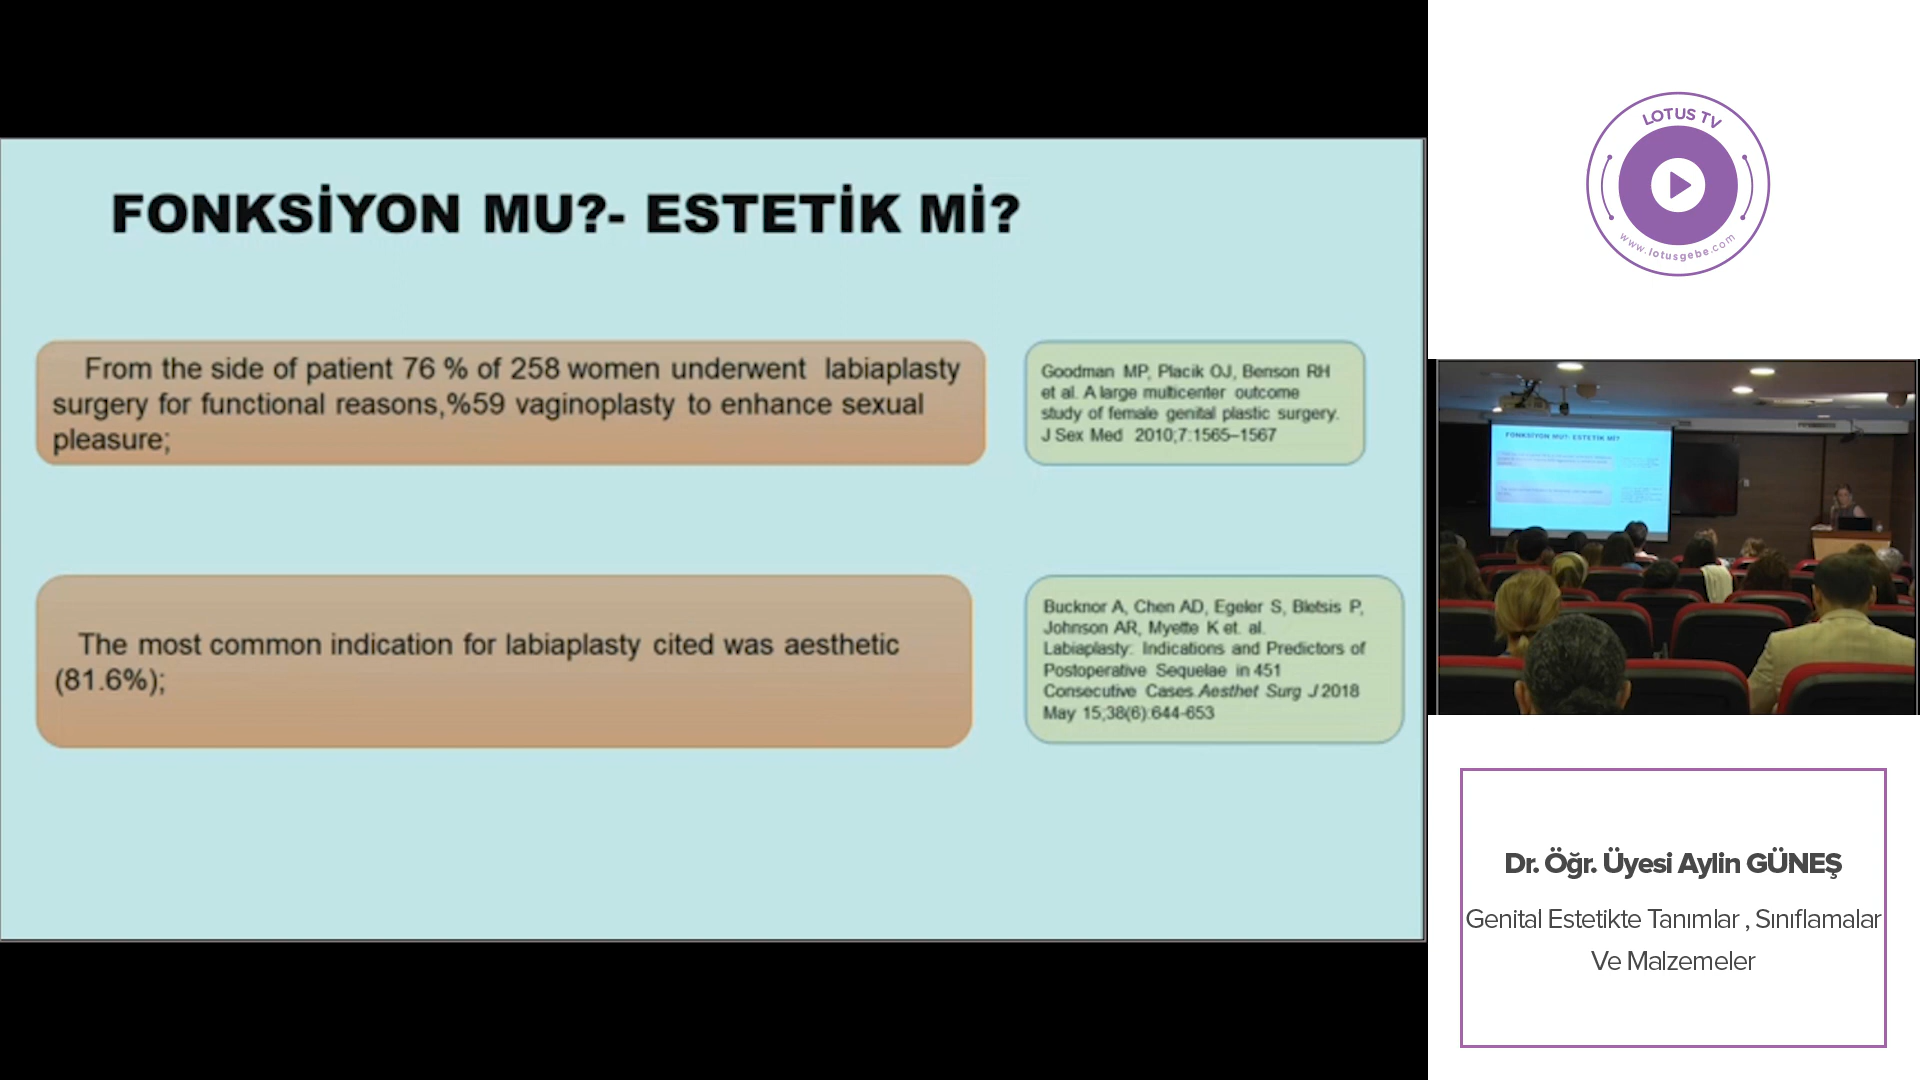 FONKSİYON MU?- ESTETİK Mİ?
From the side of patient 76 % of 258 women underwent labiaplasty
surgery for functional reasons,%59 vaginoplasty to enhance sexual
pleasure;
Goodman MP, Placik OJ, Benson RH
et al. A large multicenter outcome
study of female genital plastic surgery.
J Sex Med 2010;7:1565–1567
The most common indication for labiaplasty cited was aesthetic
(81.6%);
Bucknor A, Chen AD, Egeler S, Bletsis P,
Johnson AR, Myette K et. al.
Labiaplasty: Indications and Predictors of
Postoperative Sequelae in 451
Consecutive Cases.Aesthet Surg J 2018
May 15;38(6):644-653
LOTUS TV
www.lotusgebe.com
FONKSİYON MU?- ESTETİK Mİ?
Dr. Öğr. Üyesi Aylin GÜNEŞ
Genital Estetikte Tanımlar , Sınıflamalar
Ve Malzemeler